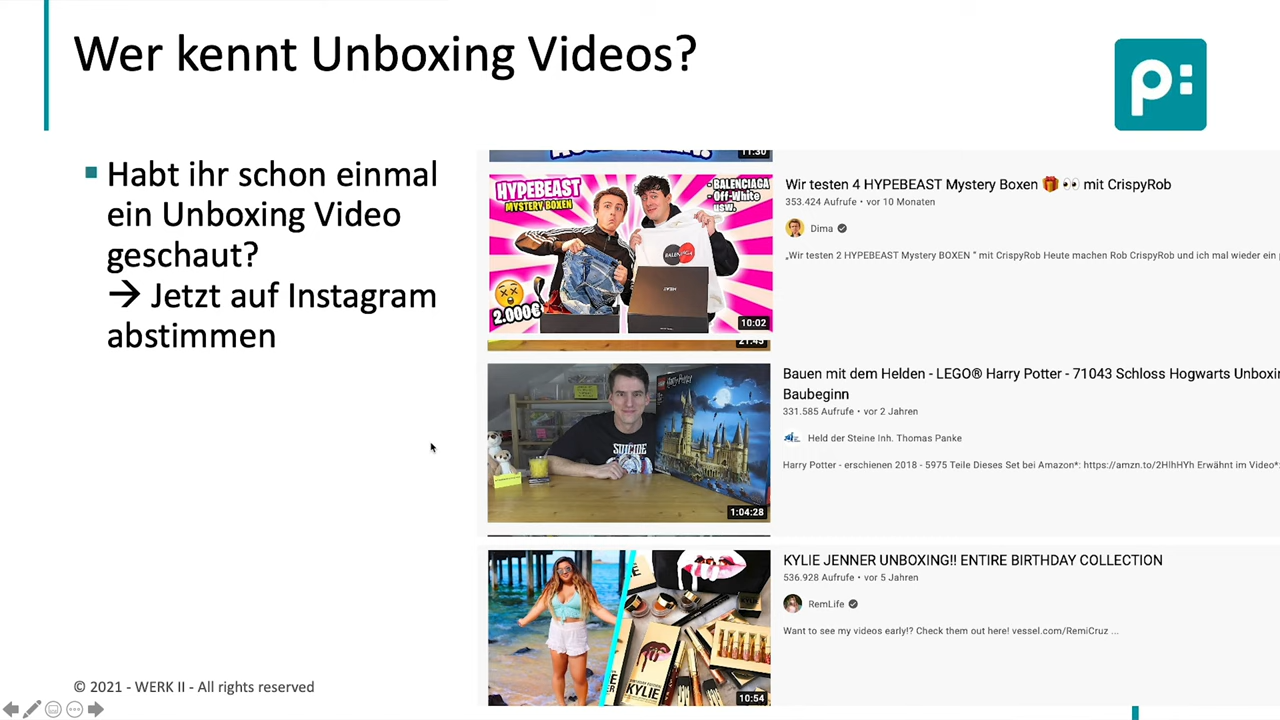 Wer kennt Unboxing Videos?
p:
Habt ihr schon einmal
ein Unboxing Video
geschaut?
→ Jetzt auf Instagram
abstimmen
11:30
HYPEBEAST
MYSTERY BOXEN
- BALENCIAGA
- Off-White
usw.
2.000€
10:02
Wir testen 4 HYPEBEAST Mystery Boxen 🎁 👀 mit CrispyRob
353.424 Aufrufe • vor 10 Monaten
Dima
„Wir testen 2 HYPEBEAST Mystery BOXEN " mit CrispyRob Heute machen Rob CrispyRob und ich mal wieder ein
21:45
SUICIDE
1:04:28
Bauen mit dem Helden - LEGO® Harry Potter - 71043 Schloss Hogwarts Unboxin
Baubeginn
331.585 Aufrufe • vor 2 Jahren
Held der Steine Inh. Thomas Panke
Harry Potter - erschienen 2018 - 5975 Teile Dieses Set bei Amazon*: https://amzn.to/2HlhHYh Erwähnt im Video*:
KYLIE
10:54
KYLIE JENNER UNBOXING!! ENTIRE BIRTHDAY COLLECTION
536.928 Aufrufe • vor 5 Jahren
RemLife
Want to see my videos early!? Check them out here! vessel.com/RemiCruz ...
© 2021 - WERK II - All rights reserved